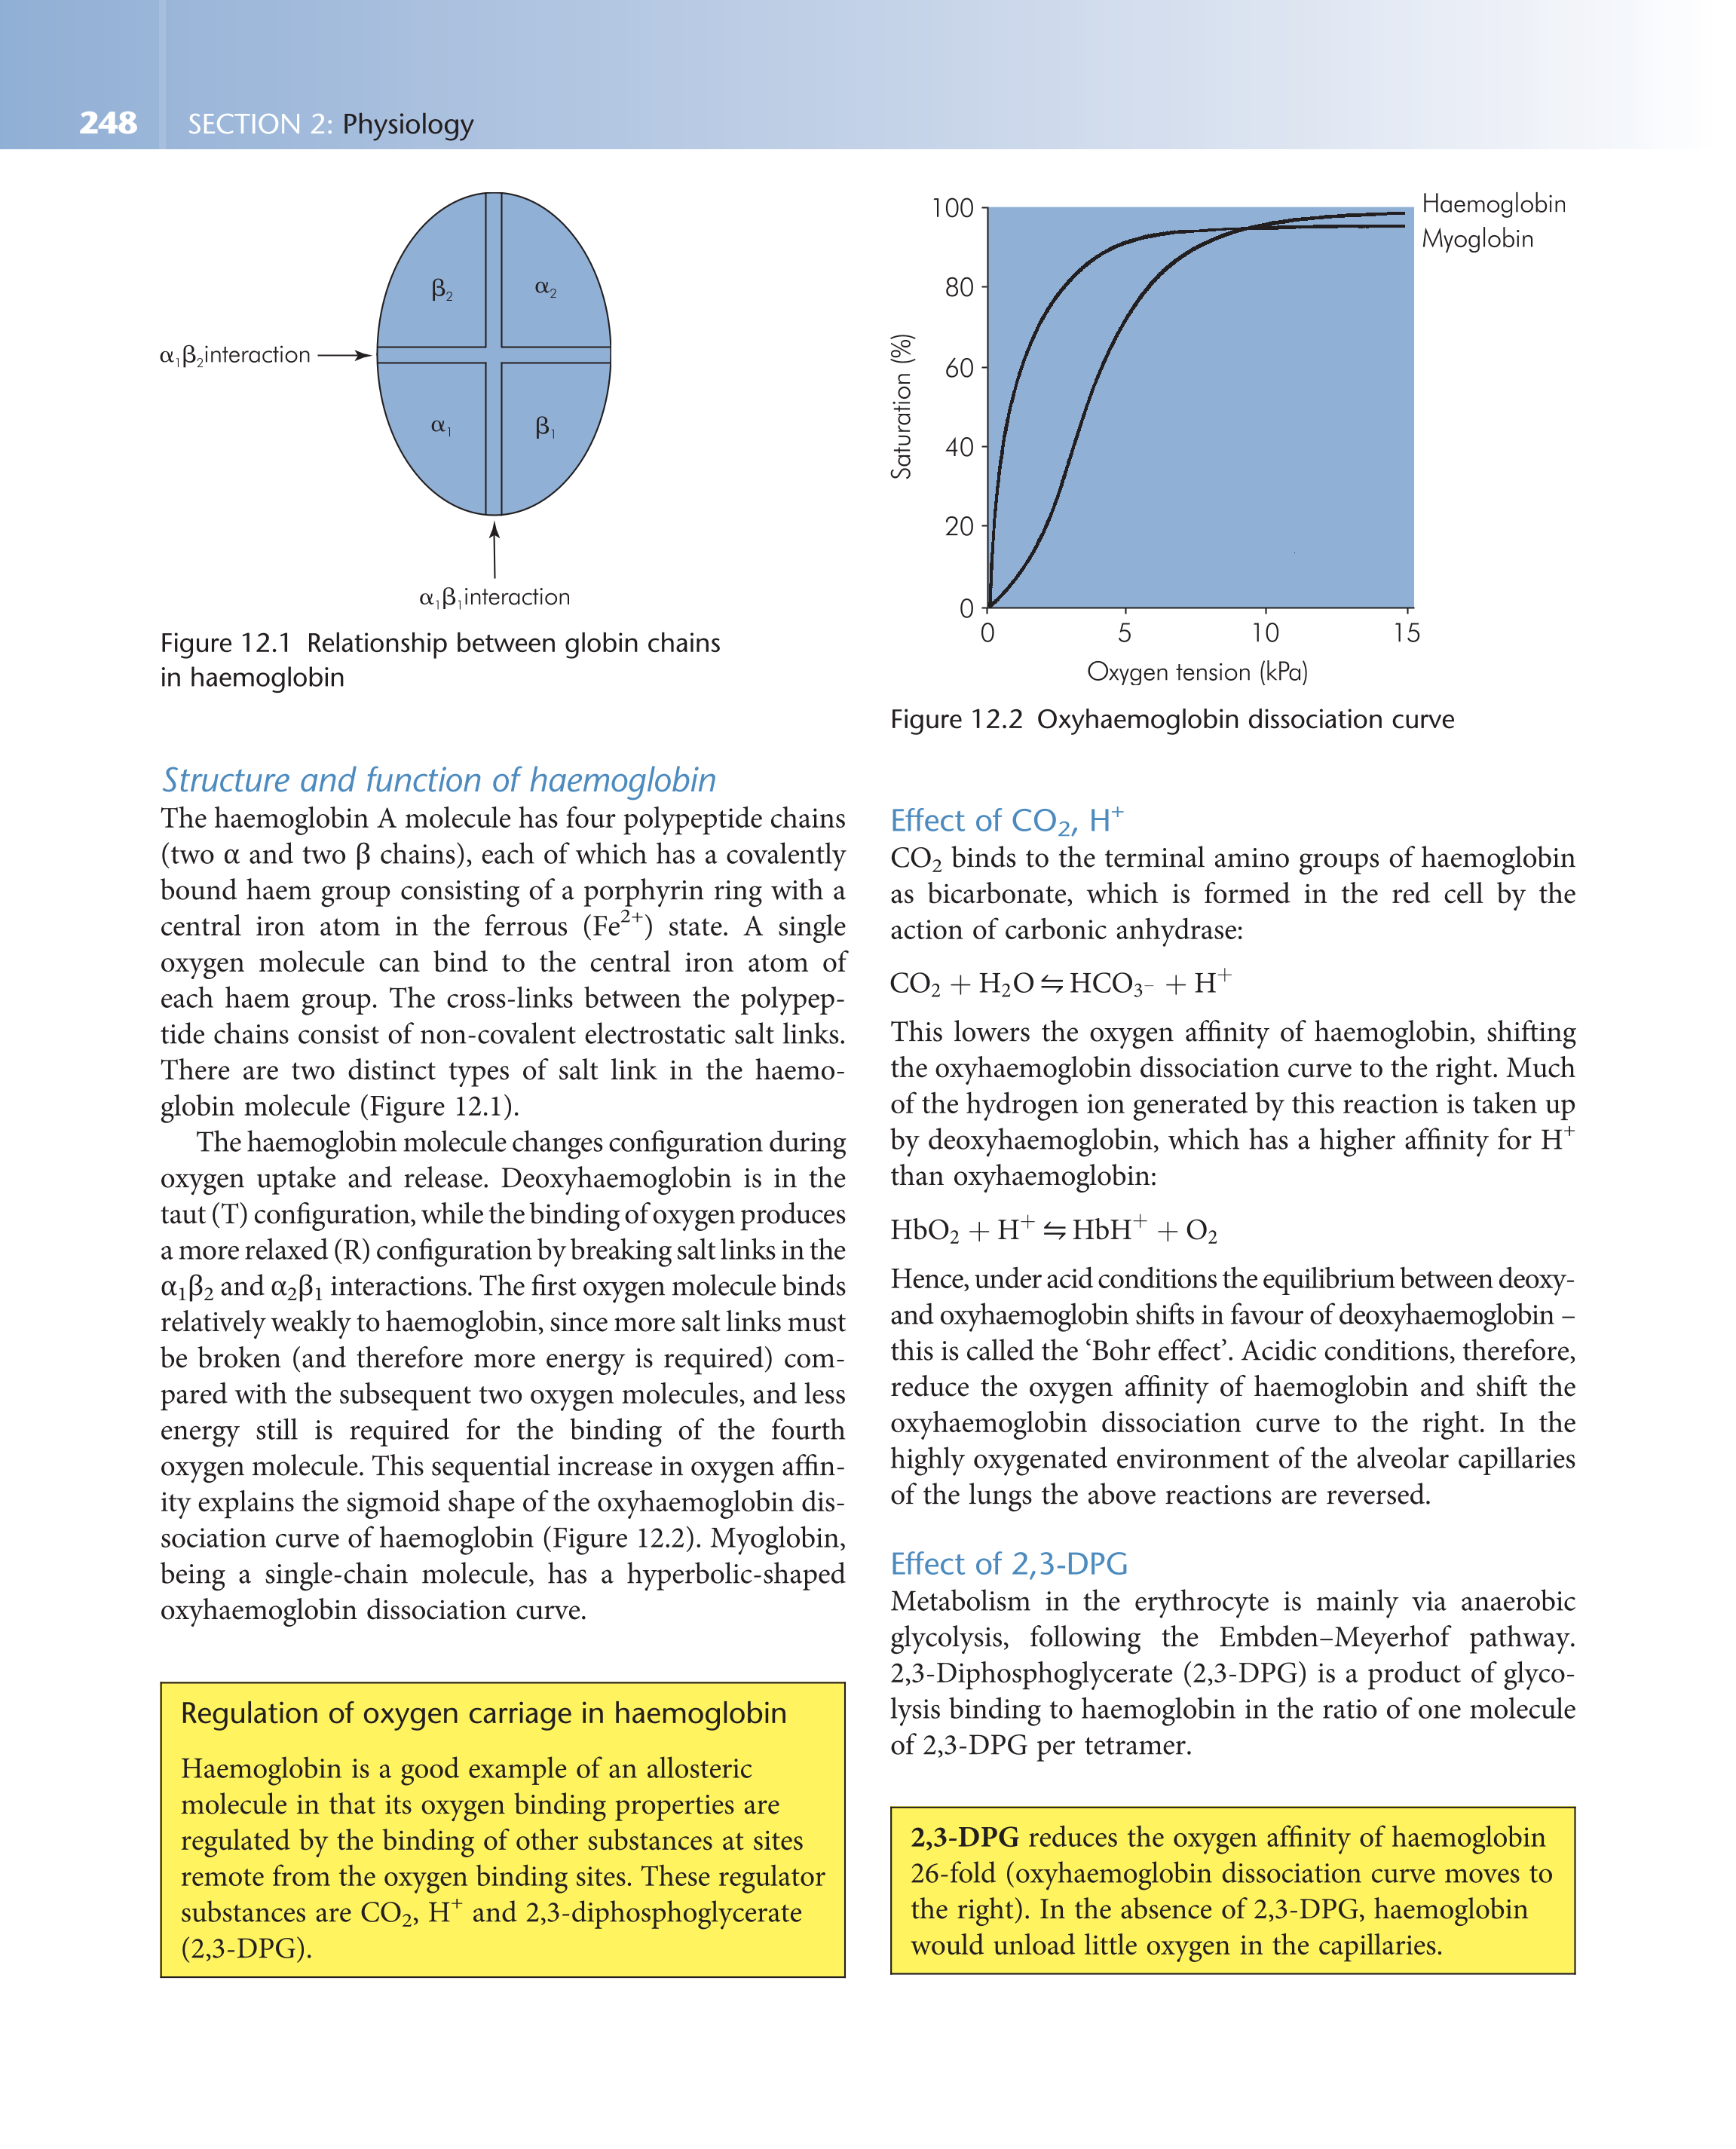 248 SECTION 2: Physiology
β₂
α₂
α₁β₂interaction
α₁
β₁
α₁β₁interaction
Figure 12.1 Relationship between globin chains
in haemoglobin
Structure and function of haemoglobin
The haemoglobin A molecule has four polypeptide chains
(two α and two β chains), each of which has a covalently
bound haem group consisting of a porphyrin ring with a
central iron atom in the ferrous (Fe²⁺) state. A single
oxygen molecule can bind to the central iron atom of
each haem group. The cross-links between the polypep-
tide chains consist of non-covalent electrostatic salt links.
There are two distinct types of salt link in the haemo-
globin molecule (Figure 12.1).
The haemoglobin molecule changes configuration during
oxygen uptake and release. Deoxyhaemoglobin is in the
taut (T) configuration, while the binding of oxygen produces
a more relaxed (R) configuration by breaking salt links in the
α₁β₂ and α₂β₁ interactions. The first oxygen molecule binds
relatively weakly to haemoglobin, since more salt links must
be broken (and therefore more energy is required) com-
pared with the subsequent two oxygen molecules, and less
energy still is required for the binding of the fourth
oxygen molecule. This sequential increase in oxygen affin-
ity explains the sigmoid shape of the oxyhaemoglobin dis-
sociation curve of haemoglobin (Figure 12.2). Myoglobin,
being a single-chain molecule, has a hyperbolic-shaped
oxyhaemoglobin dissociation curve.
Regulation of oxygen carriage in haemoglobin
Haemoglobin is a good example of an allosteric
molecule in that its oxygen binding properties are
regulated by the binding of other substances at sites
remote from the oxygen binding sites. These regulator
substances are CO₂, H⁺ and 2,3-diphosphoglycerate
(2,3-DPG).
Haemoglobin
Myoglobin
Saturation (%)
100
80
60
40
20
0
0 5 10 15
Oxygen tension (kPa)
Figure 12.2 Oxyhaemoglobin dissociation curve
Effect of CO₂, H⁺
CO₂ binds to the terminal amino groups of haemoglobin
as bicarbonate, which is formed in the red cell by the
action of carbonic anhydrase:
CO₂ + H₂O ⇋ HCO₃₋ + H⁺
This lowers the oxygen affinity of haemoglobin, shifting
the oxyhaemoglobin dissociation curve to the right. Much
of the hydrogen ion generated by this reaction is taken up
by deoxyhaemoglobin, which has a higher affinity for H⁺
than oxyhaemoglobin:
HbO₂ + H⁺ ⇋ HbH⁺ + O₂
Hence, under acid conditions the equilibrium between deoxy-
and oxyhaemoglobin shifts in favour of deoxyhaemoglobin –
this is called the ‘Bohr effect’. Acidic conditions, therefore,
reduce the oxygen affinity of haemoglobin and shift the
oxyhaemoglobin dissociation curve to the right. In the
highly oxygenated environment of the alveolar capillaries
of the lungs the above reactions are reversed.
Effect of 2,3-DPG
Metabolism in the erythrocyte is mainly via anaerobic
glycolysis, following the Embden–Meyerhof pathway.
2,3-Diphosphoglycerate (2,3-DPG) is a product of glyco-
lysis binding to haemoglobin in the ratio of one molecule
of 2,3-DPG per tetramer.
2,3-DPG reduces the oxygen affinity of haemoglobin
26-fold (oxyhaemoglobin dissociation curve moves to
the right). In the absence of 2,3-DPG, haemoglobin
would unload little oxygen in the capillaries.